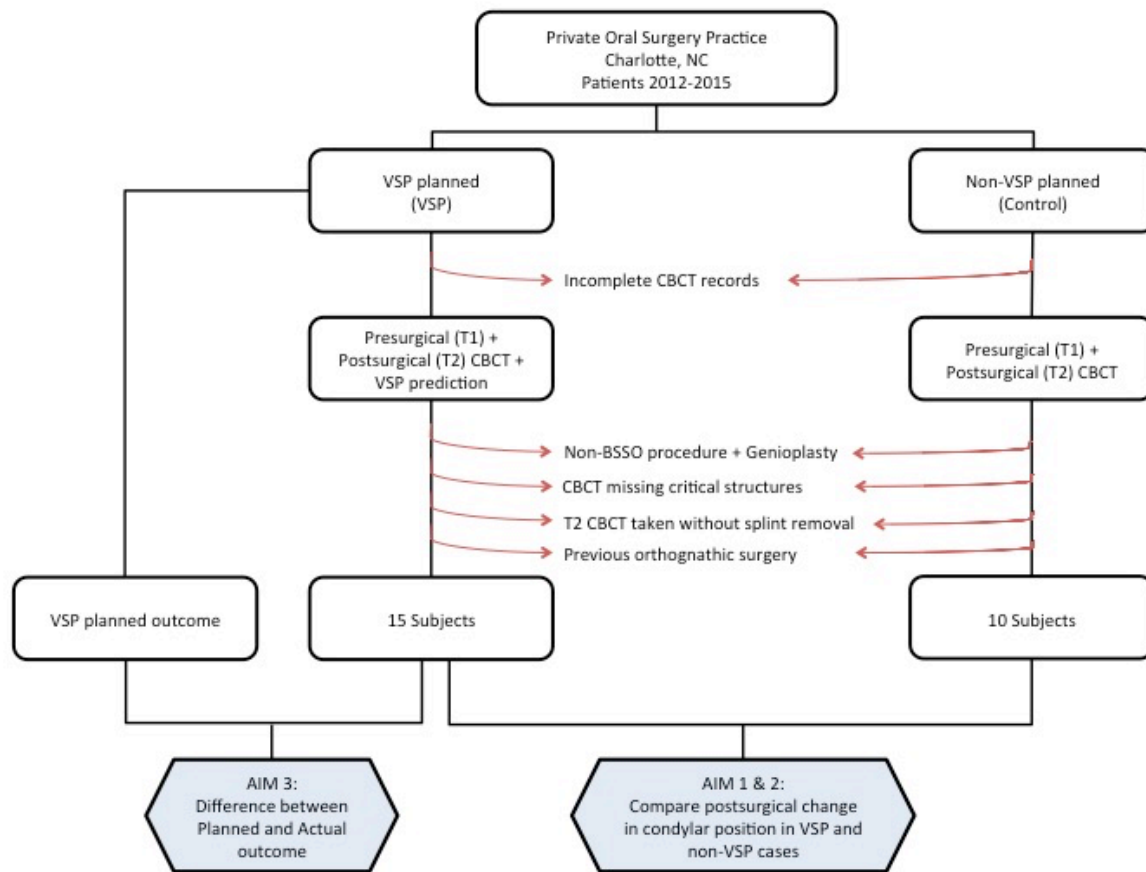 Private Oral Surgery Practice
Charlotte, NC
Patients 2012-2015
VSP planned
(VSP)
Non-VSP planned
(Control)
Incomplete CBCT records
Presurgical (T1) +
Postsurgical (T2) CBCT +
VSP prediction
Presurgical (T1) +
Postsurgical (T2) CBCT
Non-BSSO procedure + Genioplasty
CBCT missing critical structures
T2 CBCT taken without splint removal
Previous orthognathic surgery
VSP planned outcome
15 Subjects
10 Subjects
AIM 3:
Difference between
Planned and Actual
outcome
AIM 1 & 2:
Compare postsurgical change
in condylar position in VSP and
non-VSP cases